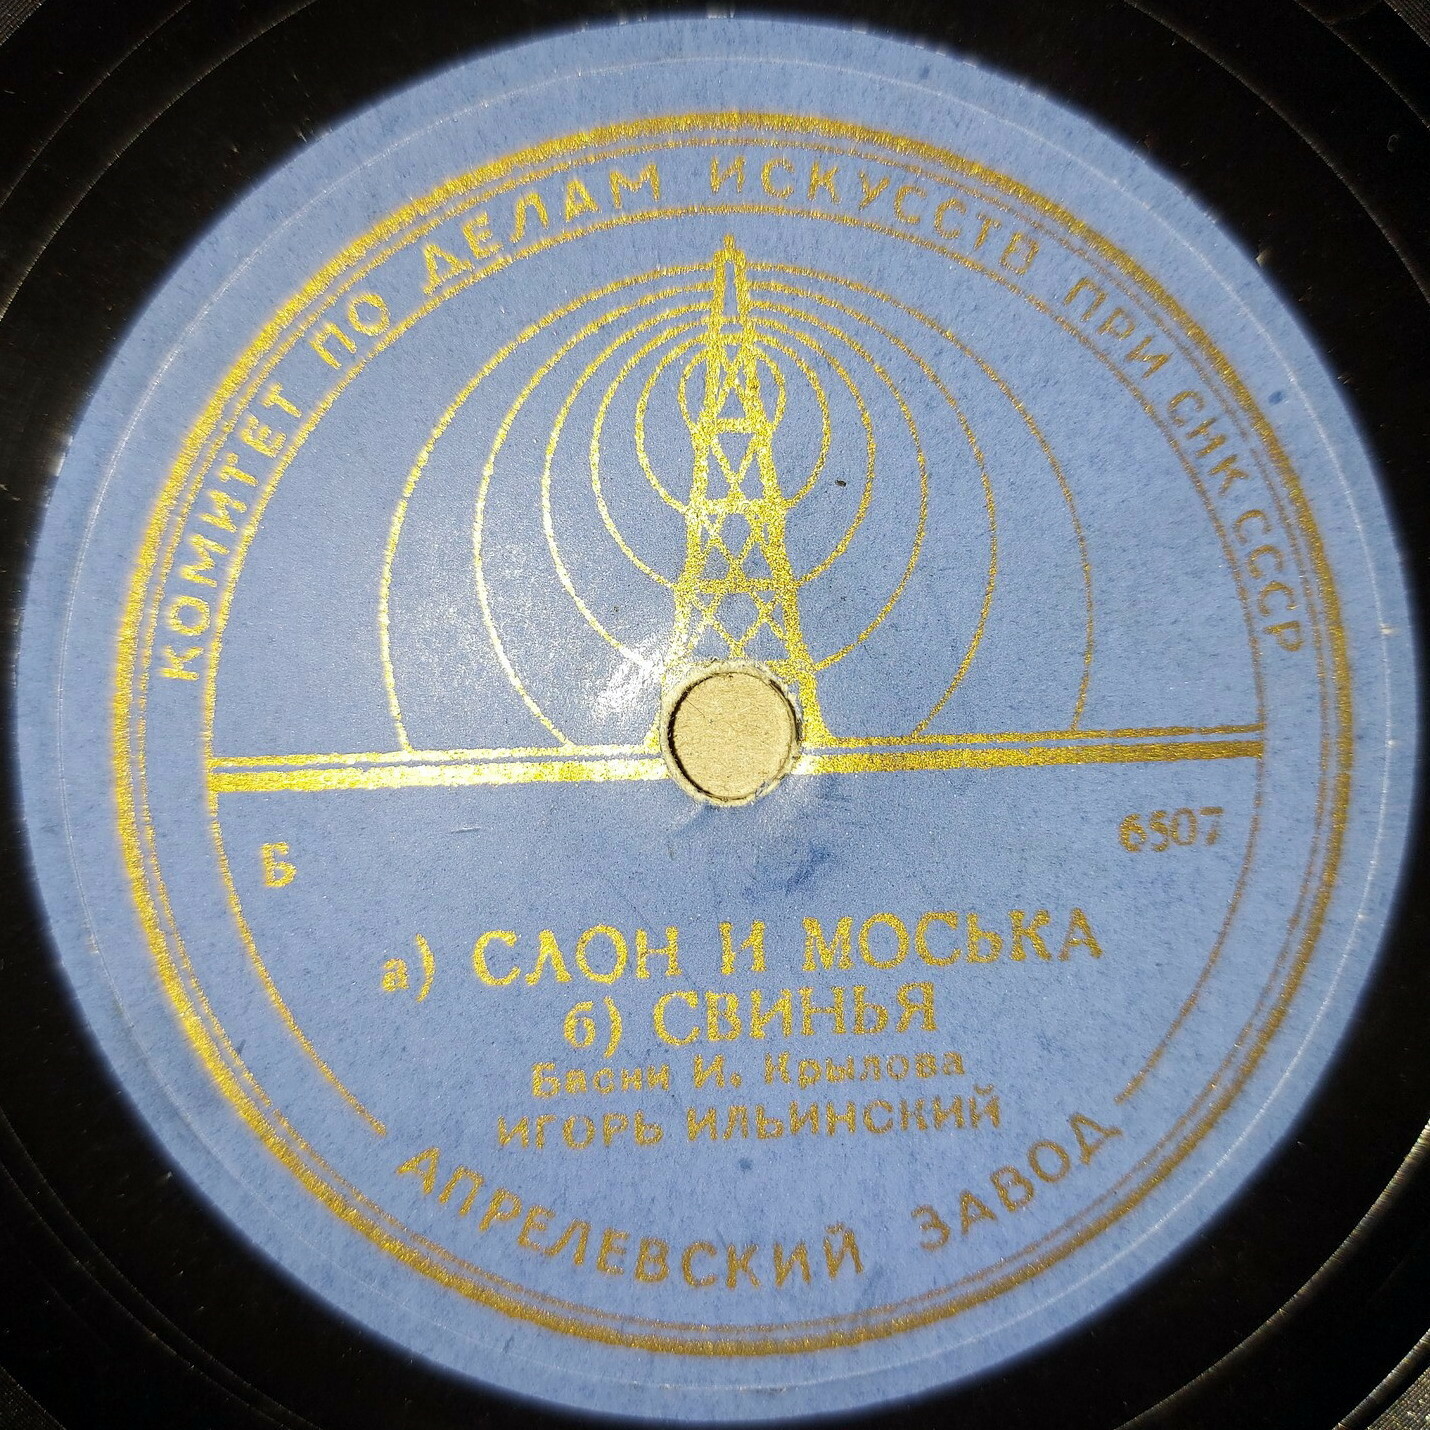 КОМИТЕТ ПО ДЕЛАМ ИСКУССТВ ПРИ СНК СССР
Б
6507
а) СЛОН И МОСЬКА
б) СВИНЬЯ
Басни И. Крылова
ИГОРЬ ИЛЬИНСКИЙ
АПРЕЛЕВСКИЙ ЗАВОД